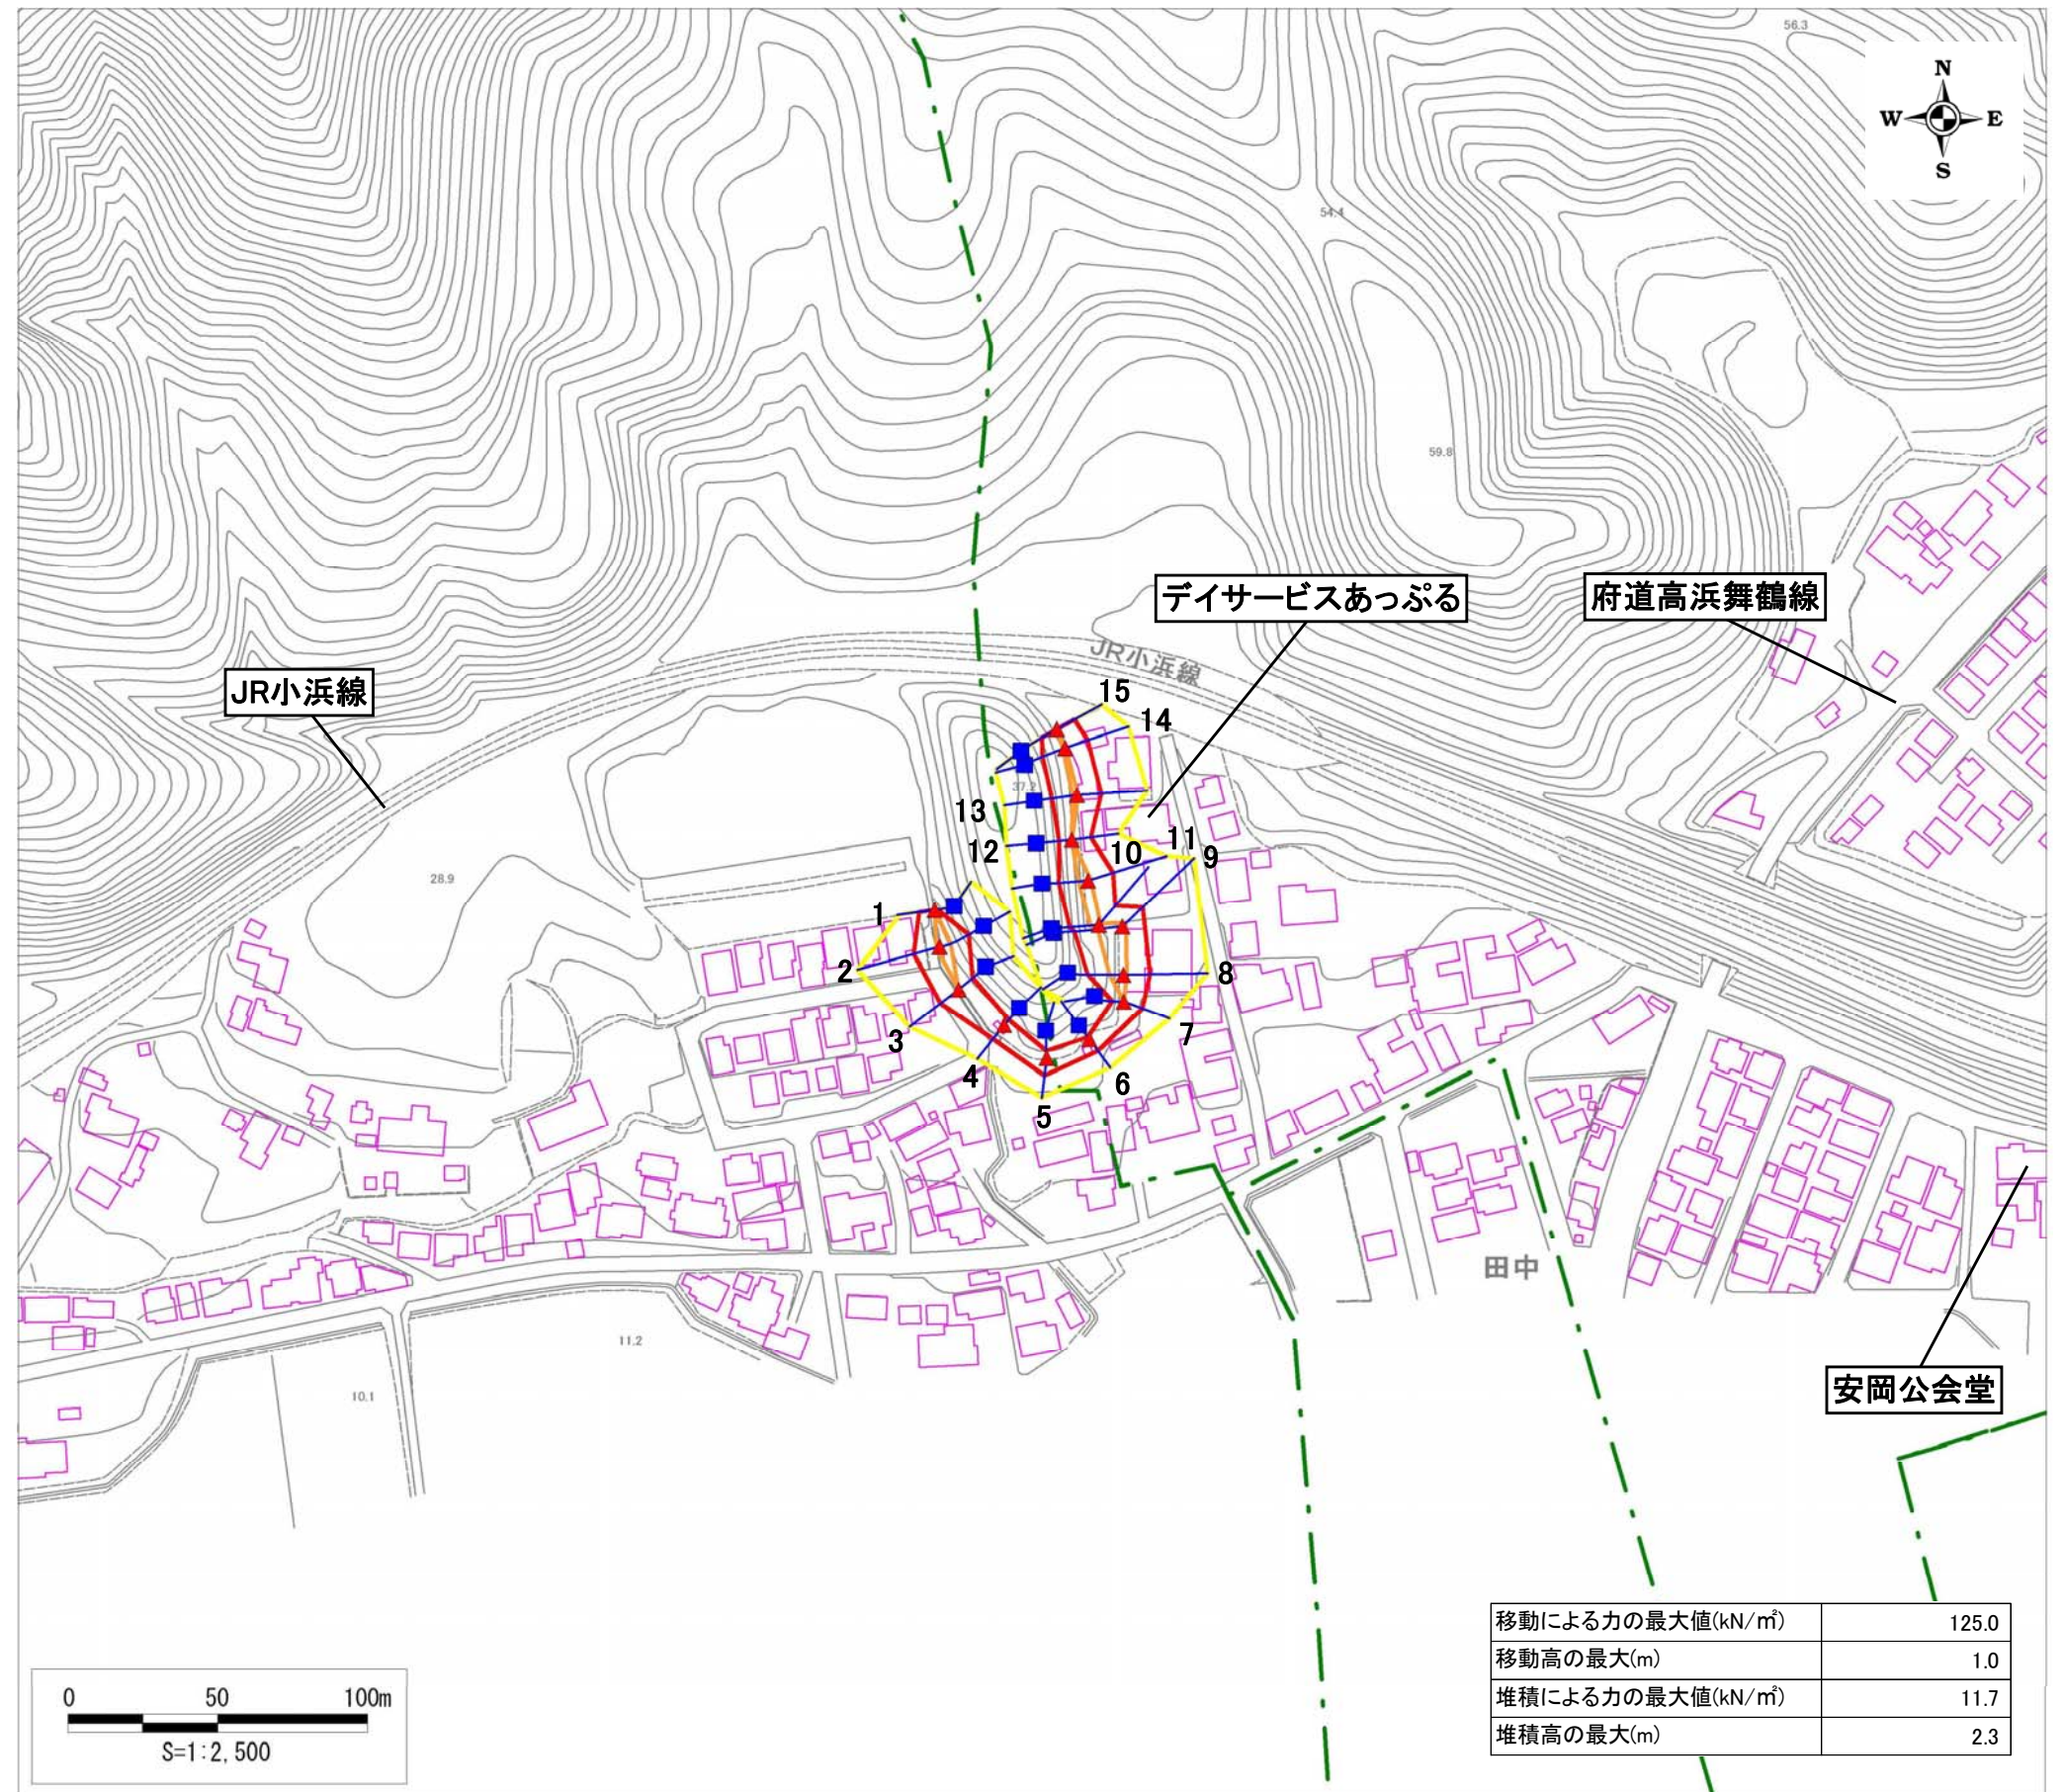 56.3
N
W E
S
54.4
59.8
デイサービスあっぷる
府道高浜舞鶴線
JR小浜線
JR小浜線
15
14
37.2
13
12
11
10
9
28.9
1
2
8
3
7
4
6
5
田中
11.2
10.1
安岡公会堂
移動による力の最大値(kN/㎡) 125.0
移動高の最大(m) 1.0
堆積による力の最大値(kN/㎡) 11.7
堆積高の最大(m) 2.3
0 50 100m
S=1:2,500